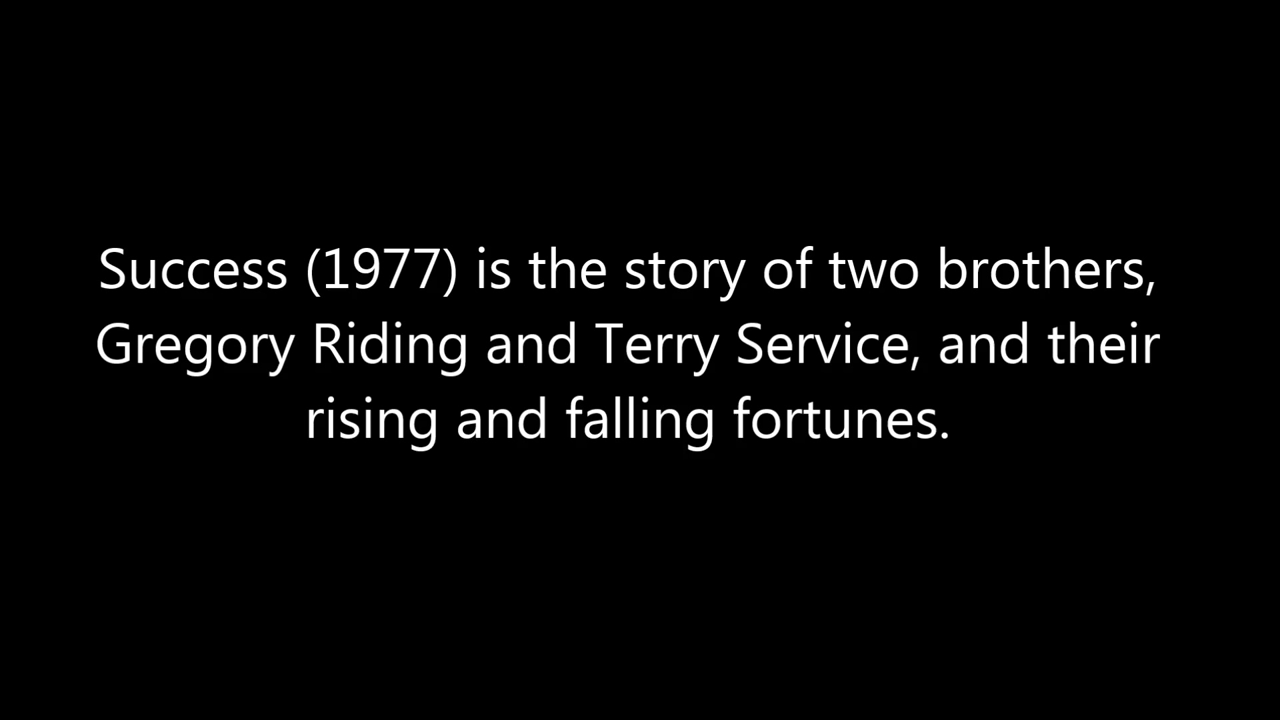 Success (1977) is the story of two brothers,
Gregory Riding and Terry Service, and their
rising and falling fortunes.